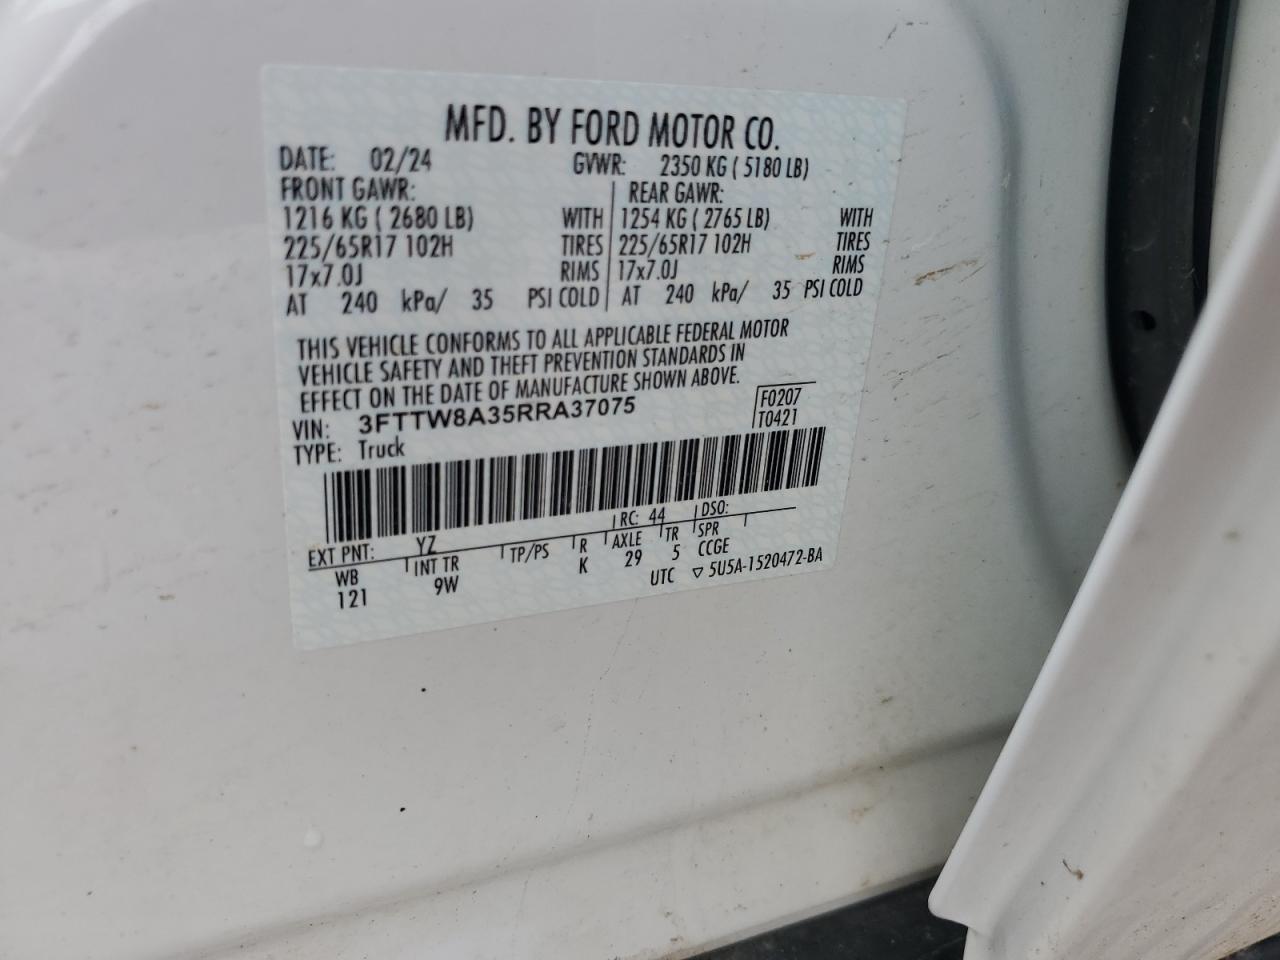 MFD. BY FORD MOTOR CO.
DATE: 02/24 GVWR: 2350 KG ( 5180 LB)
FRONT GAWR: REAR GAWR:
1216 KG ( 2680 LB) WITH 1254 KG ( 2765 LB) WITH
225/65R17 102H TIRES 225/65R17 102H TIRES
17x7.0J RIMS 17x7.0J RIMS
AT 240 kPa/ 35 PSI COLD AT 240 kPa/ 35 PSI COLD
THIS VEHICLE CONFORMS TO ALL APPLICABLE FEDERAL MOTOR
VEHICLE SAFETY AND THEFT PREVENTION STANDARDS IN
EFFECT ON THE DATE OF MANUFACTURE SHOWN ABOVE.
VIN: 3FTTW8A35RRA37075 F0207
TYPE: Truck T0421
EXT PNT: YZ RC: 44 DSO:
WB INT TR TP/PS R AXLE TR SPR
121 9W K 29 5 CCGE
UTC ▽ 5U5A-1520472-BA